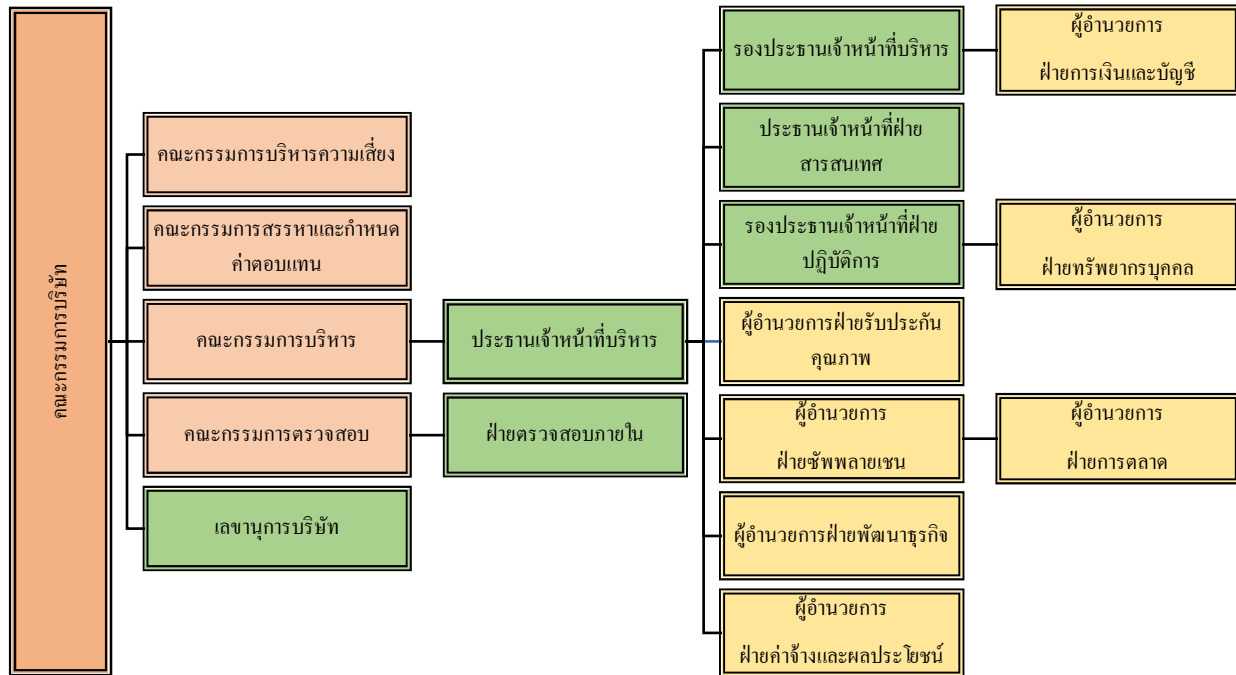 คณะกรรมการบริษัท
คณะกรรมการบริหารความเสี่ยง
คณะกรรมการสรรหาและกำหนด
ค่าตอบแทน
คณะกรรมการบริหาร
คณะกรรมการตรวจสอบ
เลขานุการบริษัท
ประธานเจ้าหน้าที่บริหาร
ฝ่ายตรวจสอบภายใน
รองประธานเจ้าหน้าที่บริหาร
ประธานเจ้าหน้าที่ฝ่าย
สารสนเทศ
รองประธานเจ้าหน้าที่ฝ่าย
ปฏิบัติการ
ผู้อำนวยการฝ่ายรับประกัน
คุณภาพ
ผู้อำนวยการ
ฝ่ายซัพพลายเชน
ผู้อำนวยการฝ่ายพัฒนาธุรกิจ
ผู้อำนวยการ
ฝ่ายค่าจ้างและผลประโยชน์
ผู้อำนวยการ
ฝ่ายการเงินและบัญชี
ผู้อำนวยการ
ฝ่ายทรัพยากรบุคคล
ผู้อำนวยการ
ฝ่ายการตลาด